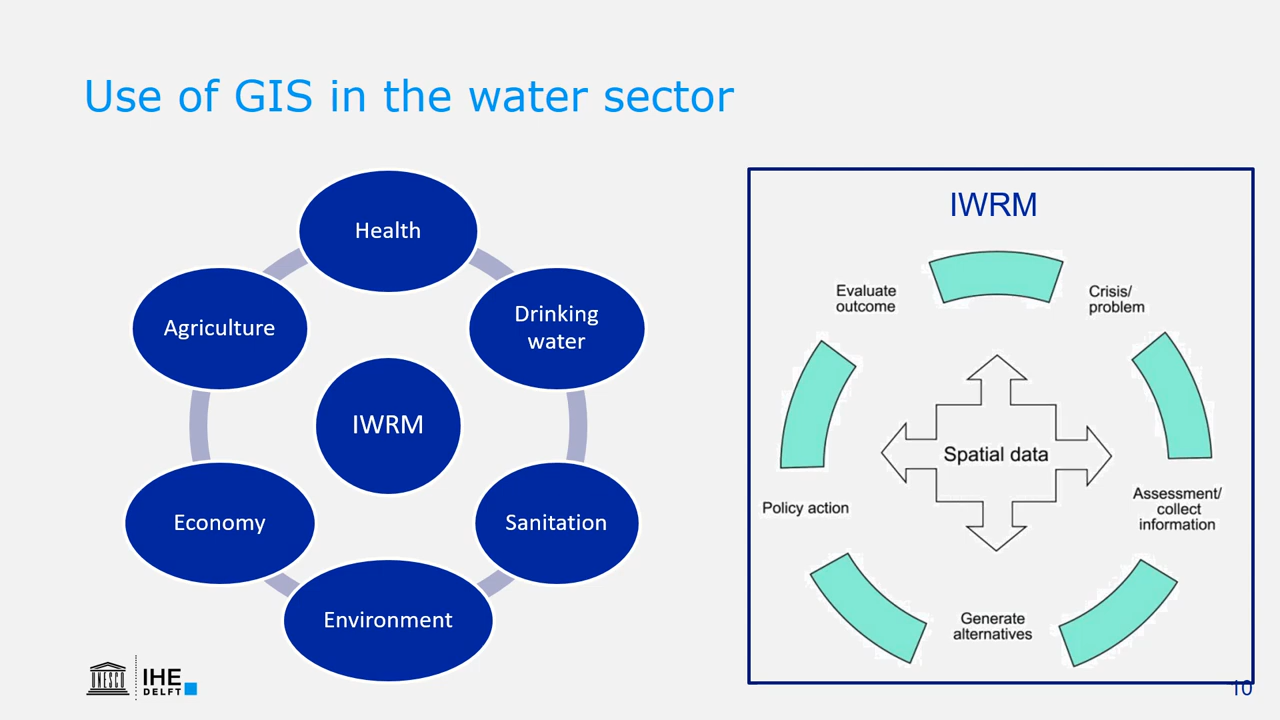 Use of GIS in the water sector
Health
Agriculture
Drinking
water
IWRM
Economy
Sanitation
Environment
IWRM
Evaluate
outcome
Crisis/
problem
Spatial data
Policy action
Assessment/
collect
information
Generate
alternatives
UNESCO
IHE
DELFT
10